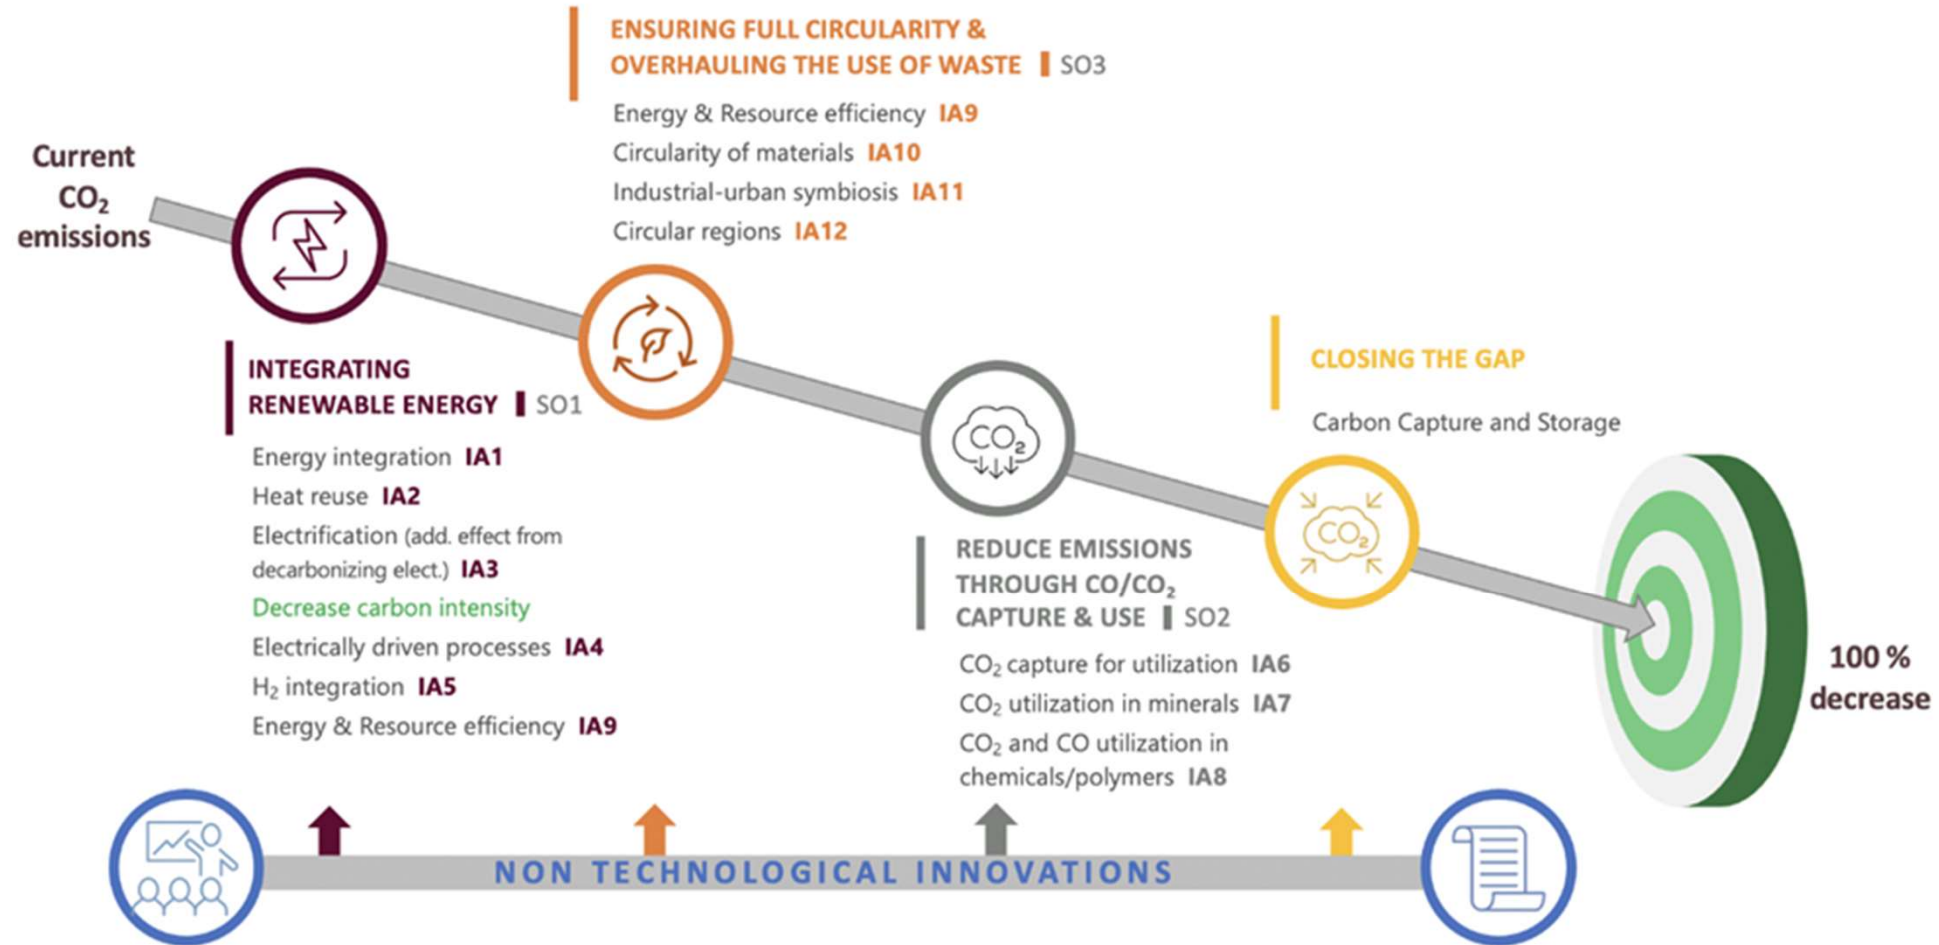 Current
CO₂
emissions
INTEGRATING
RENEWABLE ENERGY SO1
Energy integration IA1
Heat reuse IA2
Electrification (add. effect from
decarbonizing elect.) IA3
Decrease carbon intensity
Electrically driven processes IA4
H₂ integration IA5
Energy & Resource efficiency IA9
ENSURING FULL CIRCULARITY &
OVERHAULING THE USE OF WASTE SO3
Energy & Resource efficiency IA9
Circularity of materials IA10
Industrial-urban symbiosis IA11
Circular regions IA12
CO₂
REDUCE EMISSIONS
THROUGH CO/CO₂
CAPTURE & USE SO2
CO₂ capture for utilization IA6
CO₂ utilization in minerals IA7
CO₂ and CO utilization in
chemicals/polymers IA8
CLOSING THE GAP
Carbon Capture and Storage
CO₂
100 %
decrease
NON TECHNOLOGICAL INNOVATIONS